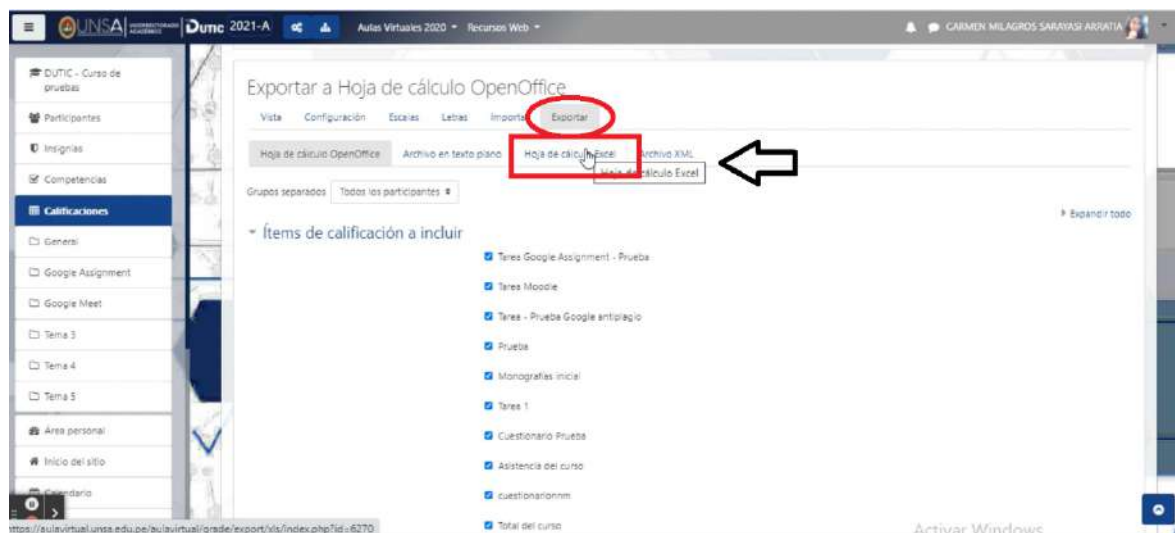 UNSA VICERRECTORADO ACADÉMICO DUTIC 2021-A Aulas Virtuales 2020 Recursos Web CARMEN MILAGROS SARAYASI ARRATIA
DUTIC - Curso de pruebas
Participantes
Insignias
Competencias
Calificaciones
General
Google Assignment
Google Meet
Tema 3
Tema 4
Tema 5
Área personal
Inicio del sitio
Calendario
Exportar a Hoja de cálculo OpenOffice
Vista Configuración Escalas Letras Importar Exportar
Hoja de cálculo OpenOffice Archivo en texto plano Hoja de cálculo Excel Archivo XML
Hoja de cálculo Excel
Grupos separados Todos los participantes
Expandir todo
Ítems de calificación a incluir
Tarea Google Assignment - Prueba
Tarea Moodle
Tarea - Prueba Google antiplagio
Prueba
Monografías inicial
Tarea 1
Cuestionario Prueba
Asistencia del curso
cuestionarionnm
Total del curso
https://aulavirtual.unsa.edu.pe/aulavirtual/grade/export/xls/index.php?id=6270
Activar Windows